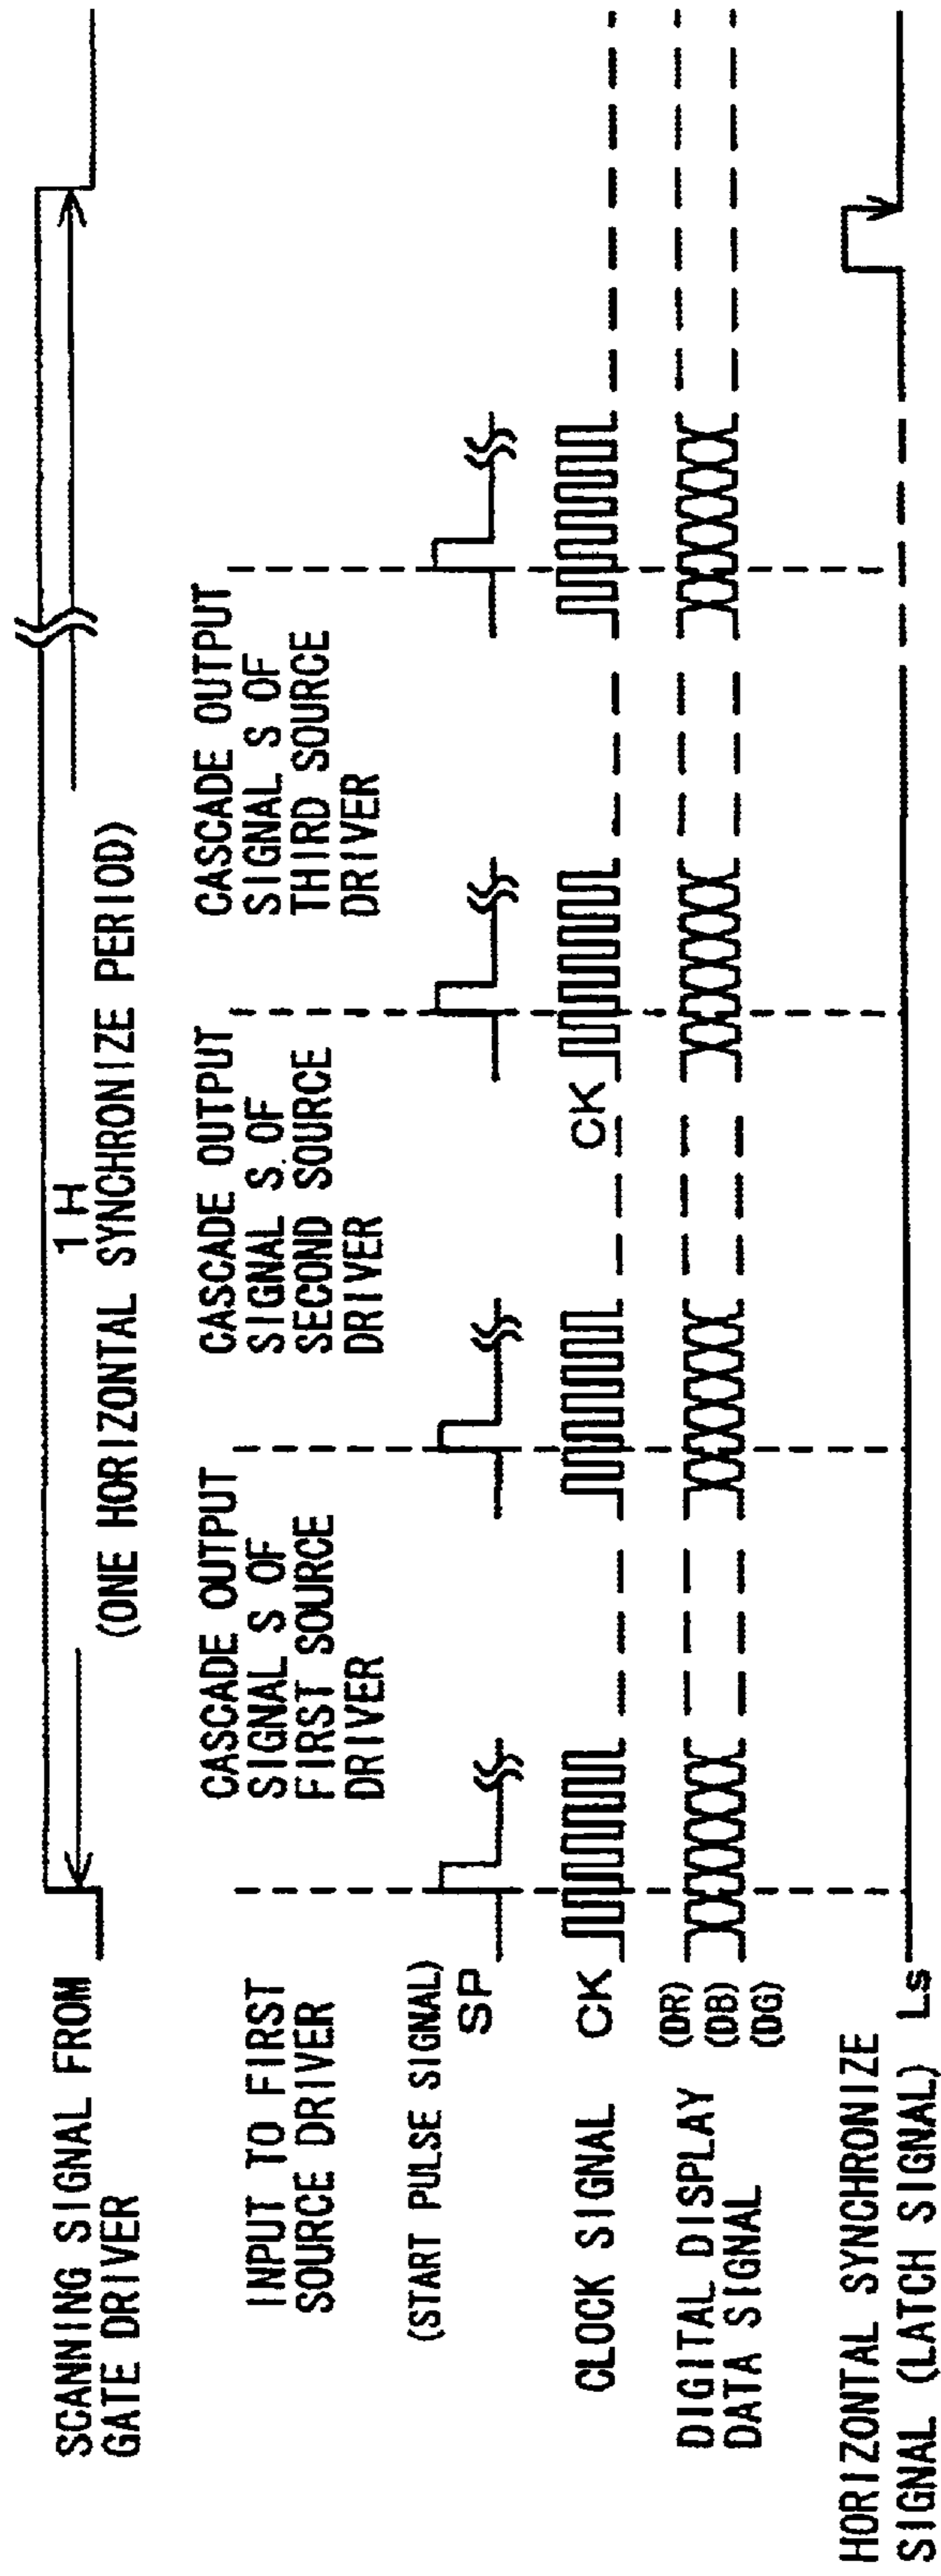 SCANNING SIGNAL FROM
GATE DRIVER
1 H
(ONE HORIZONTAL SYNCHRONIZE PERIOD)
INPUT TO FIRST
SOURCE DRIVER
CASCADE OUTPUT
SIGNAL S OF
FIRST SOURCE
DRIVER
CASCADE OUTPUT
SIGNAL S OF
SECOND SOURCE
DRIVER
CASCADE OUTPUT
SIGNAL S OF
THIRD SOURCE
DRIVER
(START PULSE SIGNAL)
SP
CLOCK SIGNAL CK
CK
DIGITAL DISPLAY
DATA SIGNAL
(DR)
(DB)
(DG)
HORIZONTAL SYNCHRONIZE
SIGNAL (LATCH SIGNAL) Ls